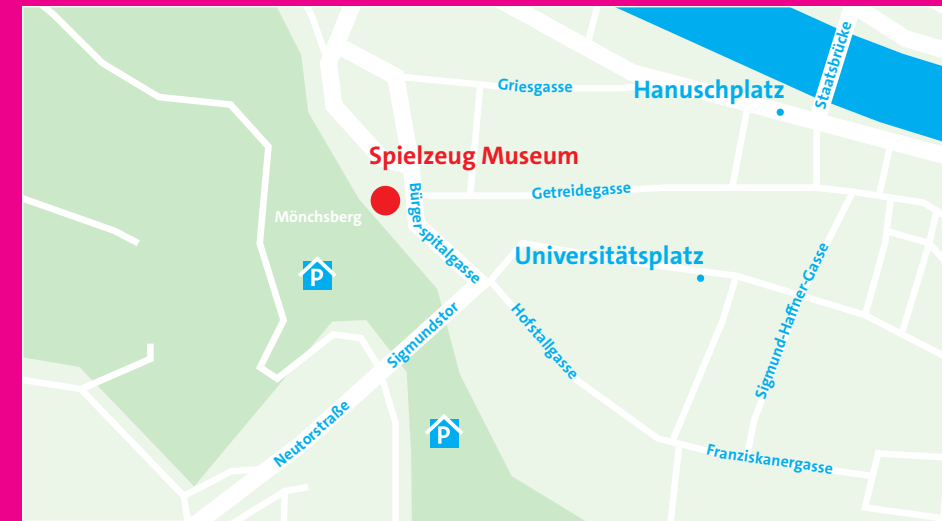 Staatsbrücke
Griesgasse
Hanuschplatz
Spielzeug Museum
Getreidegasse
Mönchsberg
Bürgerspitalgasse
Universitätsplatz
P
Sigmundstor
Hofstallgasse
Sigmund-Haffner-Gasse
Neutorstraße
P
Franziskanergasse